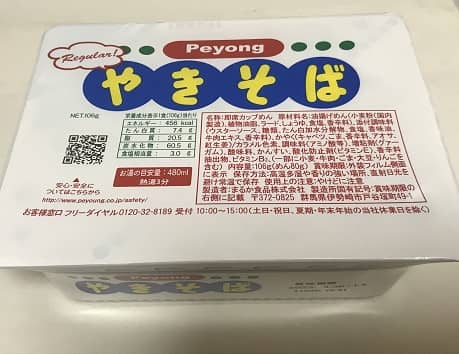 Regular!
Peyong
やきそば
NET.106g
栄養成分表示1食(106g)当たり
エネルギー 456 kcal
たん白質 7.4 g
脂質 20.5 g
炭水化物 60.5 g
食塩相当量 3.0 g
お湯の目安量:480ml
熱湯3分
名称:即席カップめん 原材料名:油揚げめん(小麦粉(国内
製造)、植物油脂、ラード、しょうゆ、食塩、香辛料)、添付調味料
(ウスターソース、糖類、たん白加水分解物、食塩、香味油、
牛肉エキス、香辛料)、かやく(キャベツ、ごま、香辛料、アオサ、
紅生姜)/カラメル色素、調味料(アミノ酸等)、増粘剤(アラビア
ガム)、酸味料、かんすい、酸化防止剤(ビタミンE)、香辛料
抽出物、ビタミンB₂、(一部に小麦・牛肉・ごま・大豆・りんごを
含む) 内容量:106g(めん80g) 賞味期限:外装フィルム側面
に表示 保存方法:高温多湿や香りの強い場所、直射日光を
避け常温で保存 使用上の注意:やけどに注意
製造者:まるか食品株式会社 製造所固有記号:賞味期限の
右側に記載 〒372-0825 群馬県伊勢崎市戸谷塚町49-1
安心・安全に
ついてはこちらから
http://www.peyoung.co.jp/safety/
お客様窓口 フリーダイヤル0120-32-8189 受付 10:00〜15:00(土日・祝日、夏期・年末年始の当社休業日を除く)
Peyong
やきそば